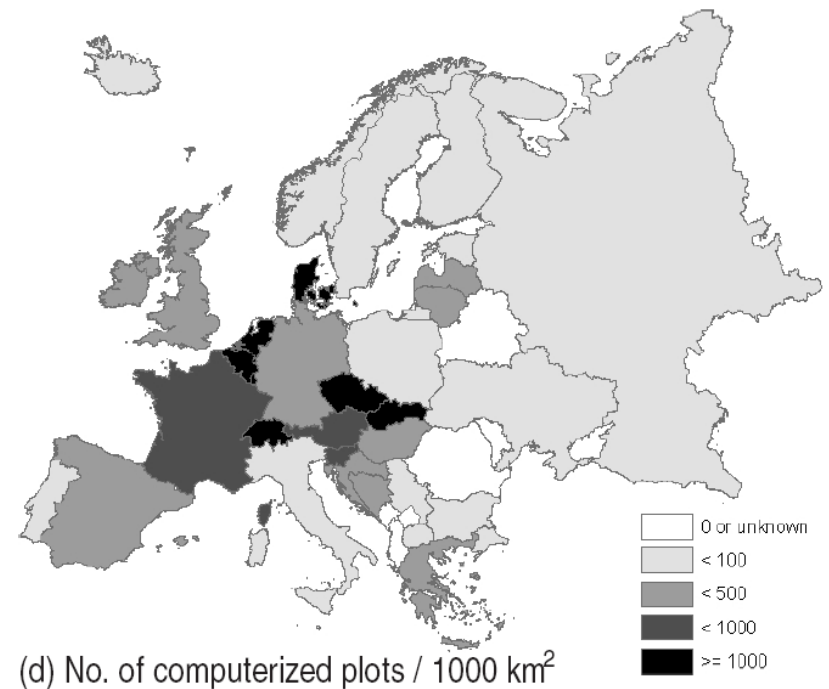 0 or unknown
< 100
< 500
< 1000
>= 1000
(d) No. of computerized plots / 1000 km²